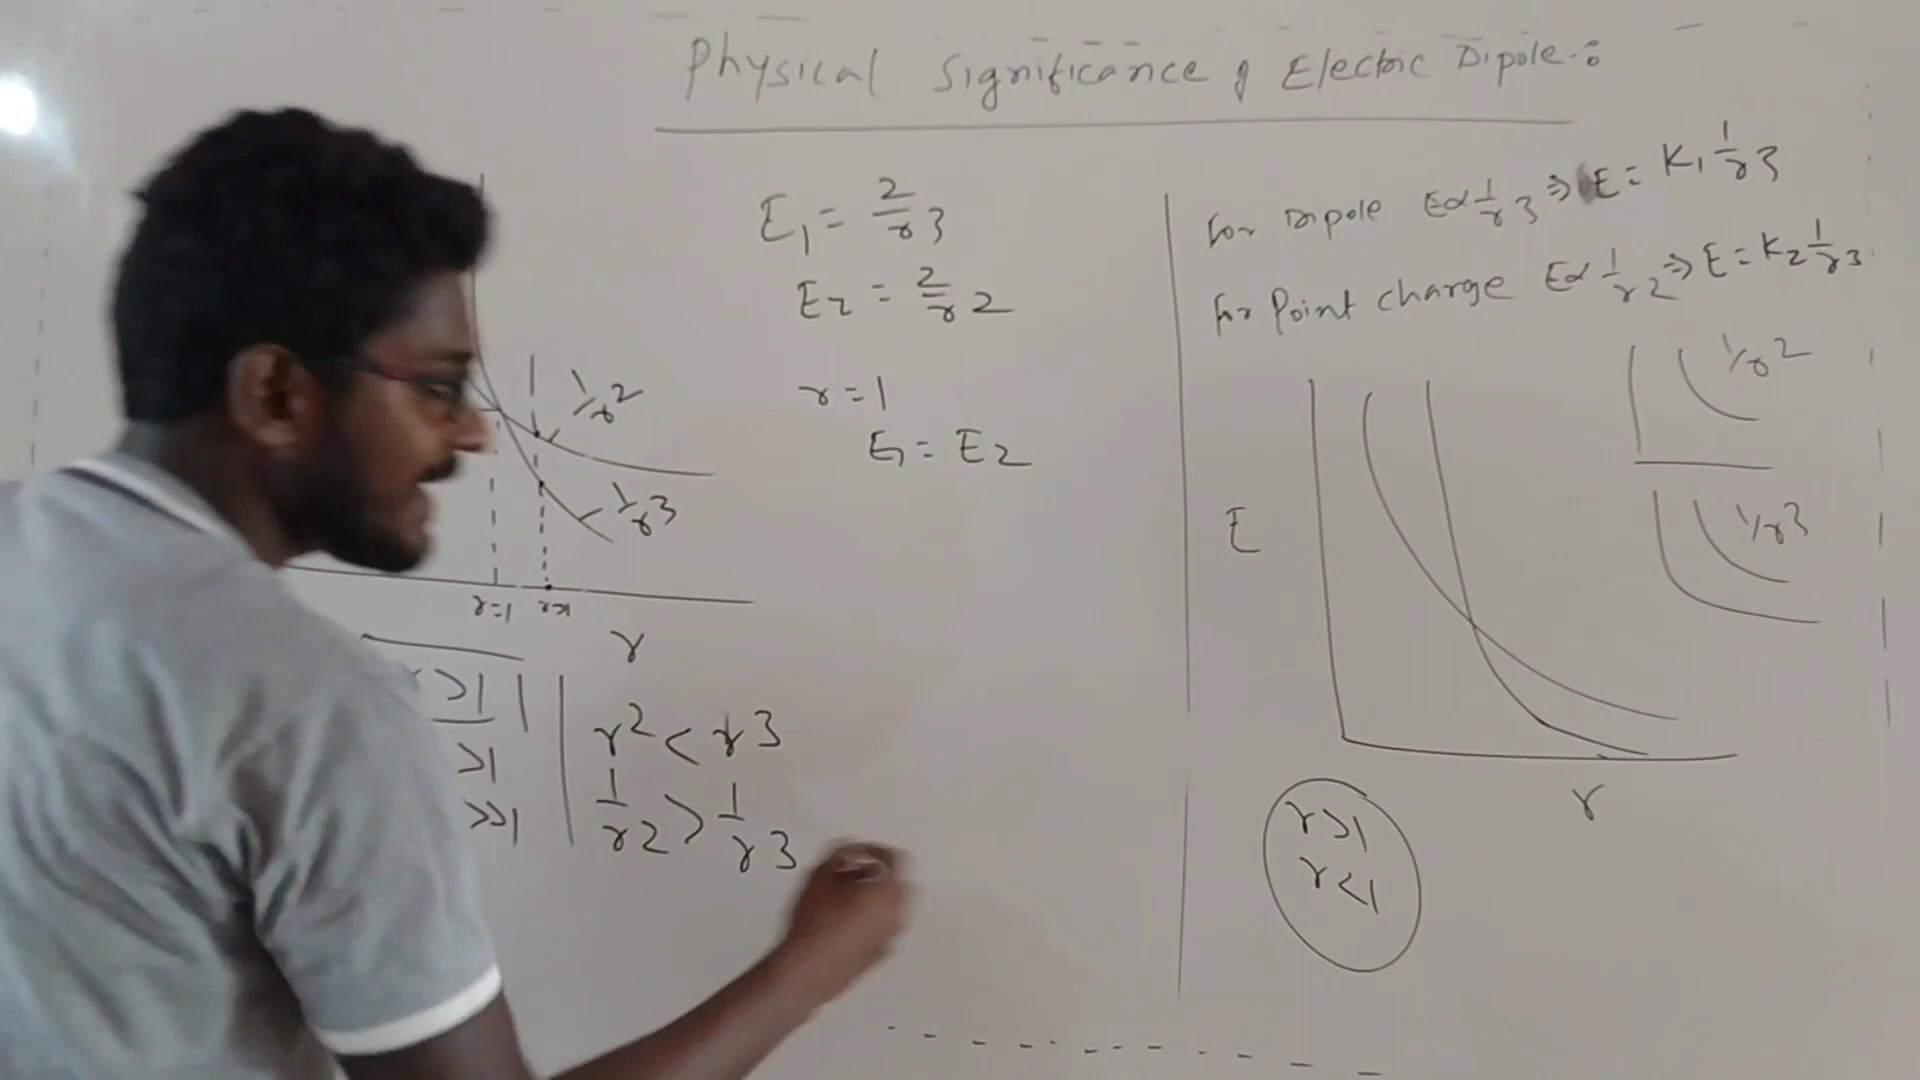 Physical Significance of Electric Dipole :
E₁ = 2/r3
E2 = 2/r2
r = 1
E₁ = E2
1/r2
1/r3
r=1
r
>1
>1
>>1
r2 < r3
1/r2 > 1/r3
for Dipole E∝ 1/r3 ⇒ E = K₁ 1/r3
for Point charge E∝ 1/r2 ⇒ E = K2 1/r3
1/r2
1/r3
E
r
r>1
r<1